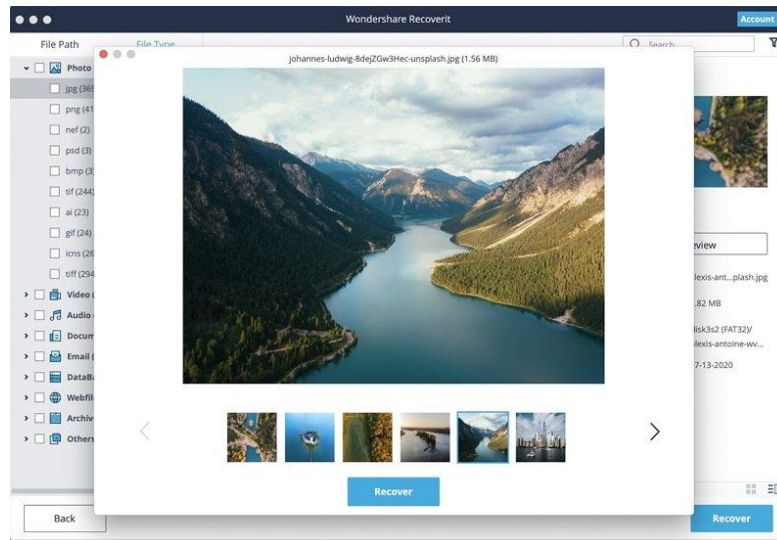 Wondershare Recoverit
Account
File Path
File Type
Search
johannes-ludwig-8dejZGw3Hec-unsplash.jpg (1.56 MB)
Photo
jpg (369
png (41
nef (2)
psd (3)
bmp (3)
tif (244)
ai (23)
gif (24)
icns (26
tiff (294
Video (
Audio
Docum
Email (
DataBa
Webfile
Archiv
Others
view
lexis-ant...plash.jpg
.82 MB
lisk3s2 (FAT32)/
lexis-antoine-wv...
7-13-2020
Recover
Back
Recover